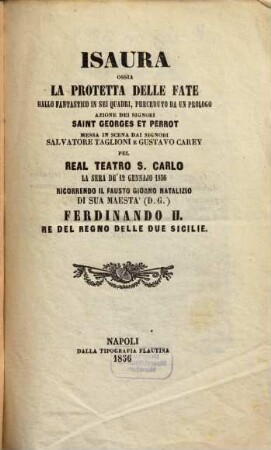 ISAURA
OSSIA
LA PROTETTA DELLE FATE
BALLO FANTASTICO IN SEI QUADRI, PRECEDUTO DA UN PROLOGO
AZIONE DEI SIGNORI
SAINT GEORGES ET PERROT
MESSA IN SCENA DAI SIGNORI
SALVATORE TAGLIONI E GUSTAVO CAREY
PEL
REAL TEATRO S. CARLO
LA SERA DE' 12 GENNAJO 1856
RICORRENDO IL FAUSTO GIORNO NATALIZIO
DI SUA MAESTA' (D. G.)
FERDINANDO II.
RE DEL REGNO DELLE DUE SICILIE.
NAPOLI
DALLA TIPOGRAFIA FLAUTINA
1856